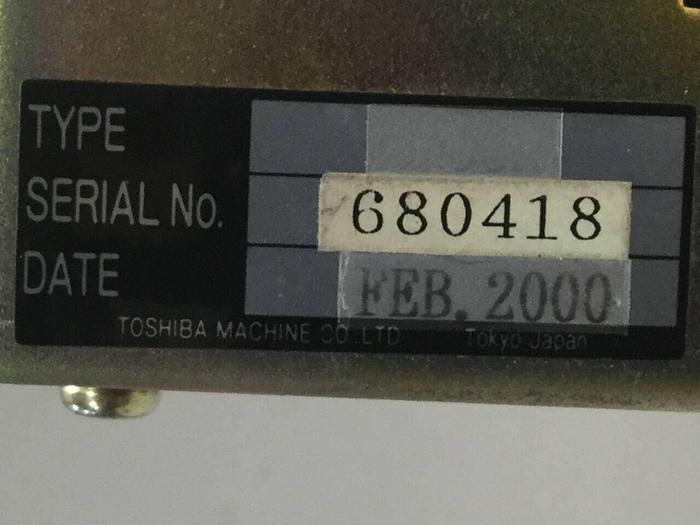 TYPE
SERIAL No. 680418
DATE FEB. 2000
TOSHIBA MACHINE CO.,LTD. Tokyo Japan